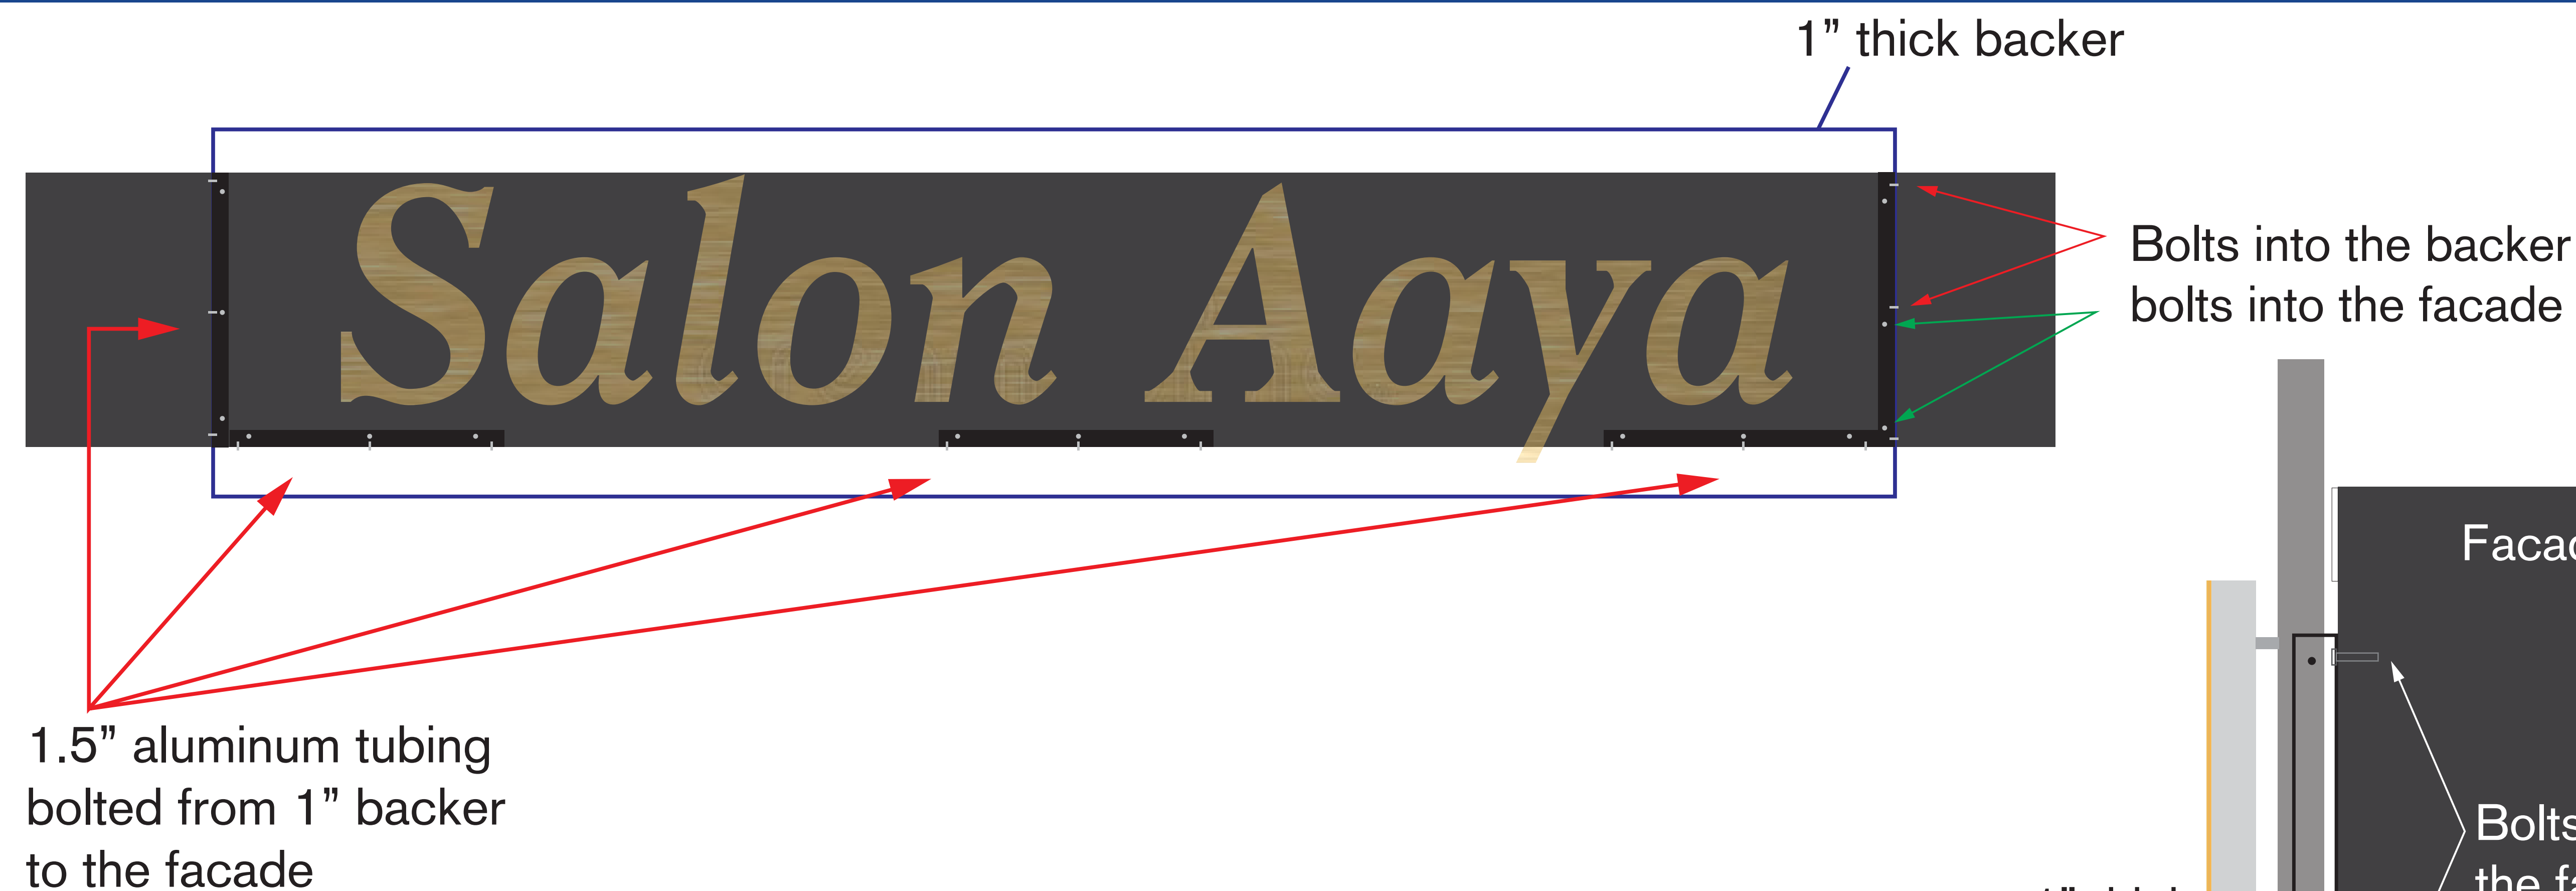 1” thick backer
Salon Aaya
Bolts into the backer
bolts into the facade
1.5” aluminum tubing
bolted from 1” backer
to the facade
Bolts
the